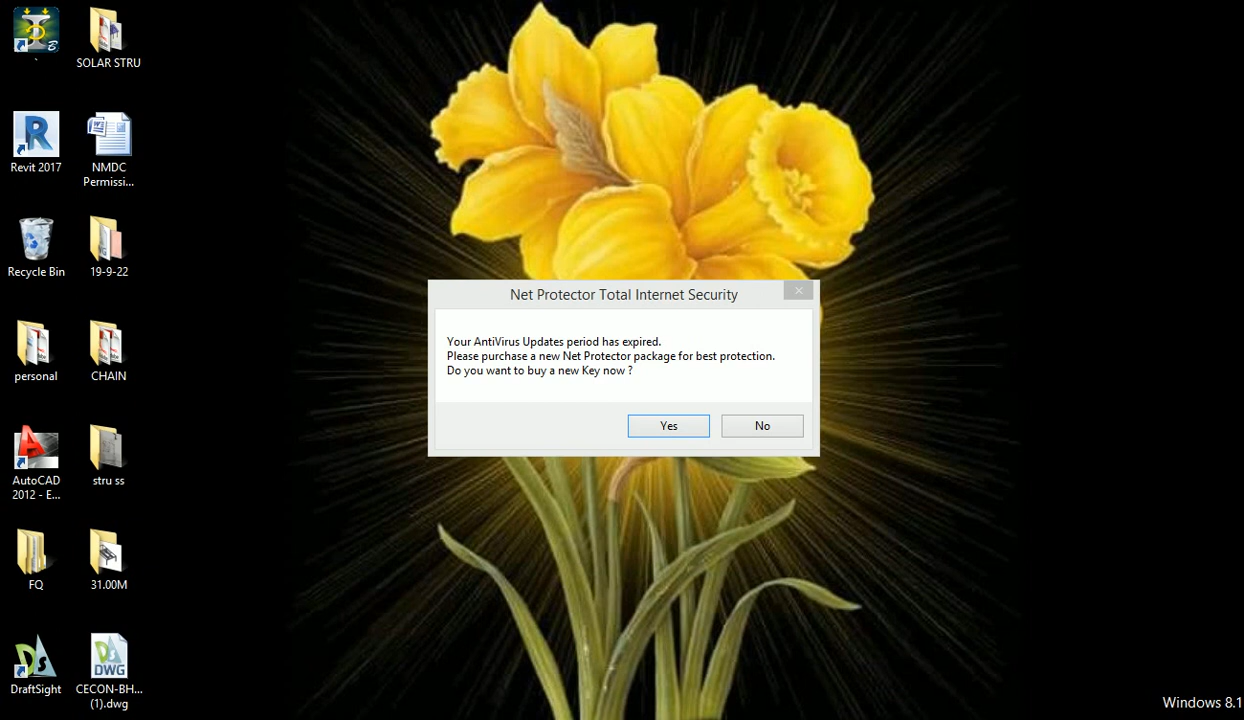 `
SOLAR STRU
Revit 2017
NMDC
Permissi...
Recycle Bin
19-9-22
personal
CHAIN
AutoCAD
2012 - E...
stru ss
FQ
31.00M
DraftSight
CECON-BH...
(1).dwg
Net Protector Total Internet Security
Your AntiVirus Updates period has expired.
Please purchase a new Net Protector package for best protection.
Do you want to buy a new Key now ?
Yes
No
Windows 8.1